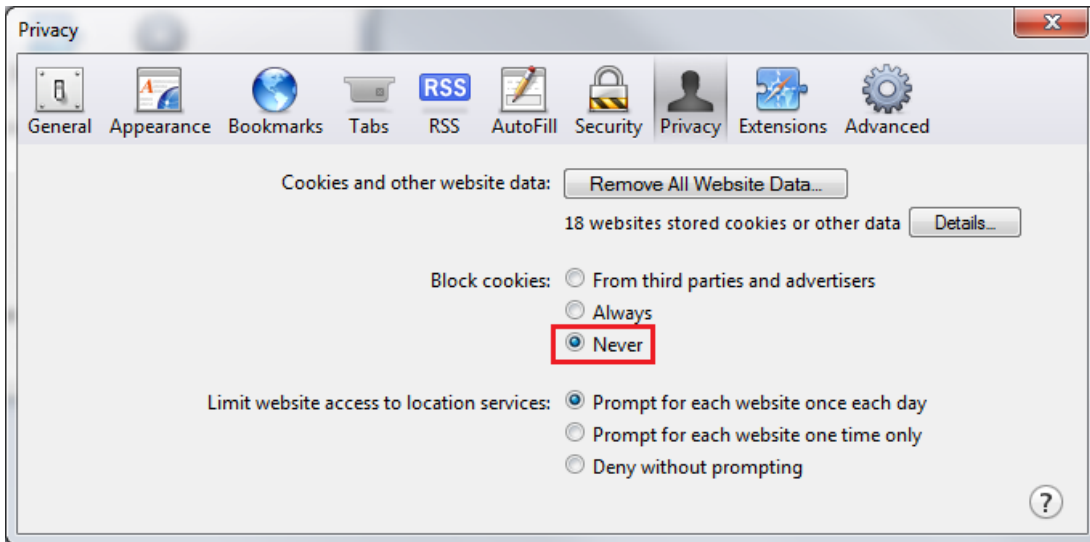 Privacy
RSS
General Appearance Bookmarks Tabs RSS AutoFill Security Privacy Extensions Advanced
Cookies and other website data: Remove All Website Data...
18 websites stored cookies or other data Details...
Block cookies: From third parties and advertisers
Always
Never
Limit website access to location services: Prompt for each website once each day
Prompt for each website one time only
Deny without prompting
?